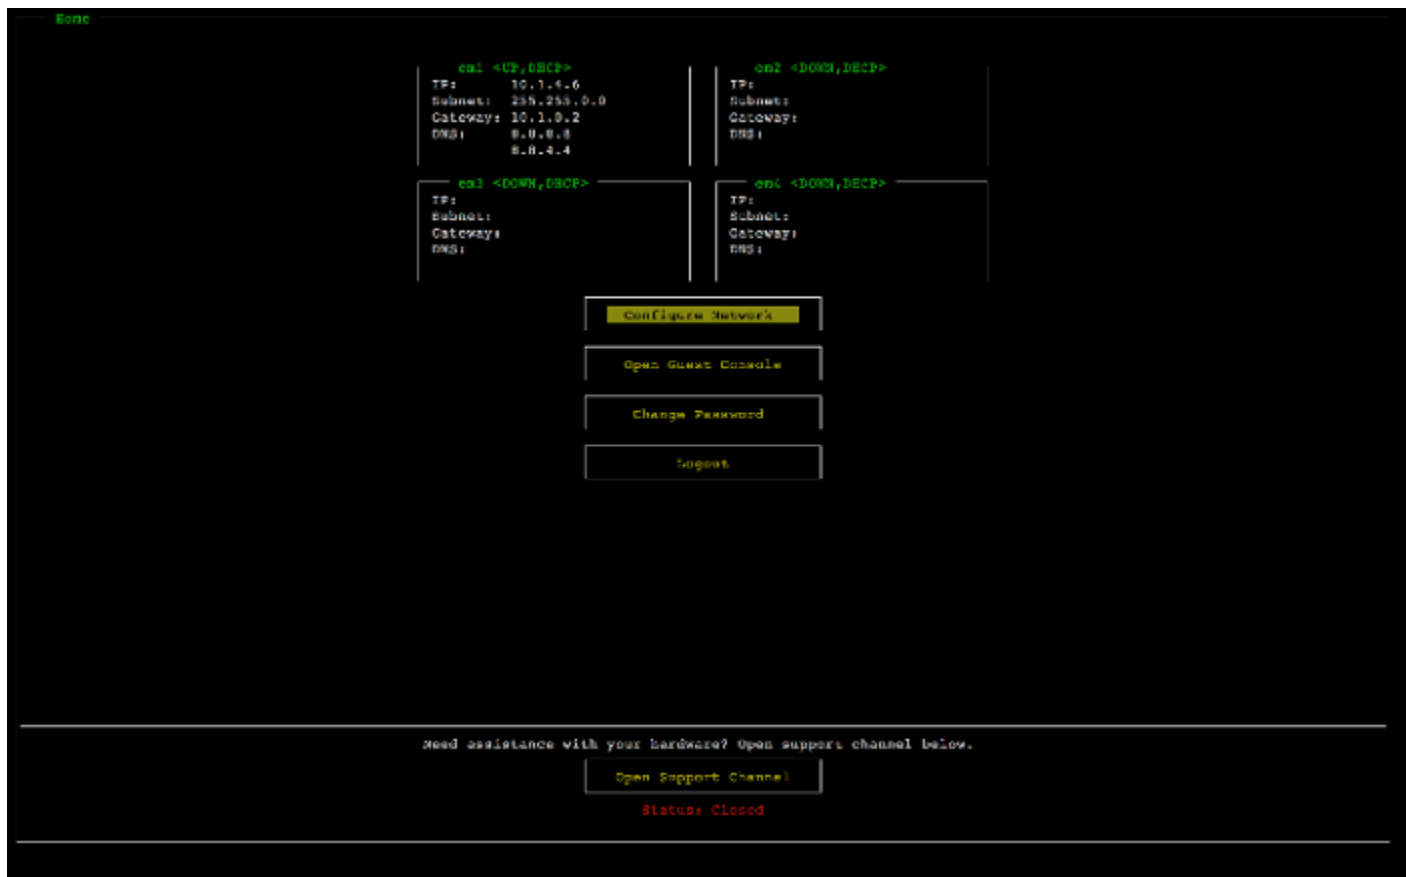 Home
em1 <UP,DHCP>
IP: 10.1.4.6
Subnet: 255.255.0.0
Gateway: 10.1.0.2
DNS: 8.8.8.8
8.8.4.4
em2 <DOWN,DHCP>
IP:
Subnet:
Gateway:
DNS:
em3 <DOWN,DHCP>
IP:
Subnet:
Gateway:
DNS:
em4 <DOWN,DHCP>
IP:
Subnet:
Gateway:
DNS:
Configure Network
Open Guest Console
Change Password
Logout
Need assistance with your hardware? Open support channel below.
Open Support Channel
Status: Closed